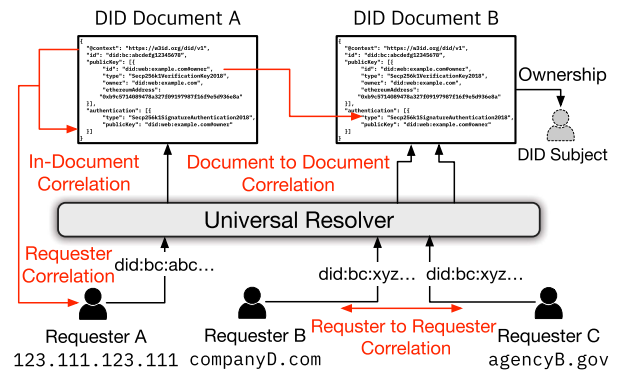 DID Document A
DID Document B
{
"@context": "https://w3id.org/did/v1",
"id": "did:bc:abcdefg12345678",
"publicKey": [{
"id": "did:web:example.com#owner",
"type": "Secp256k1VerificationKey2018",
"owner": "did:web:example.com",
"ethereumAddress":
"0xb9c5714089478a327f09197987f16f9e5d936e8a"
}],
"authentication": [{
"type": "Secp256k1SignatureAuthentication2018",
"publicKey": "did:web:example.com#owner"
}]
}
{
"@context": "https://w3id.org/did/v1",
"id": "did:bc:abcdefg12345678",
"publicKey": [{
"id": "did:web:example.com#owner",
"type": "Secp256k1VerificationKey2018",
"owner": "did:web:example.com",
"ethereumAddress":
"0xb9c5714089478a327f09197987f16f9e5d936e8a"
}],
"authentication": [{
"type": "Secp256k1SignatureAuthentication2018",
"publicKey": "did:web:example.com#owner"
}]
}
Ownership
DID Subject
In-Document
Correlation
Document to Document
Correlation
Universal Resolver
Requester
Correlation
did:bc:abc...
did:bc:xyz...
did:bc:xyz...
Requster to Requester
Correlation
Requester A
123.111.123.111
Requester B
companyD.com
Requester C
agencyB.gov